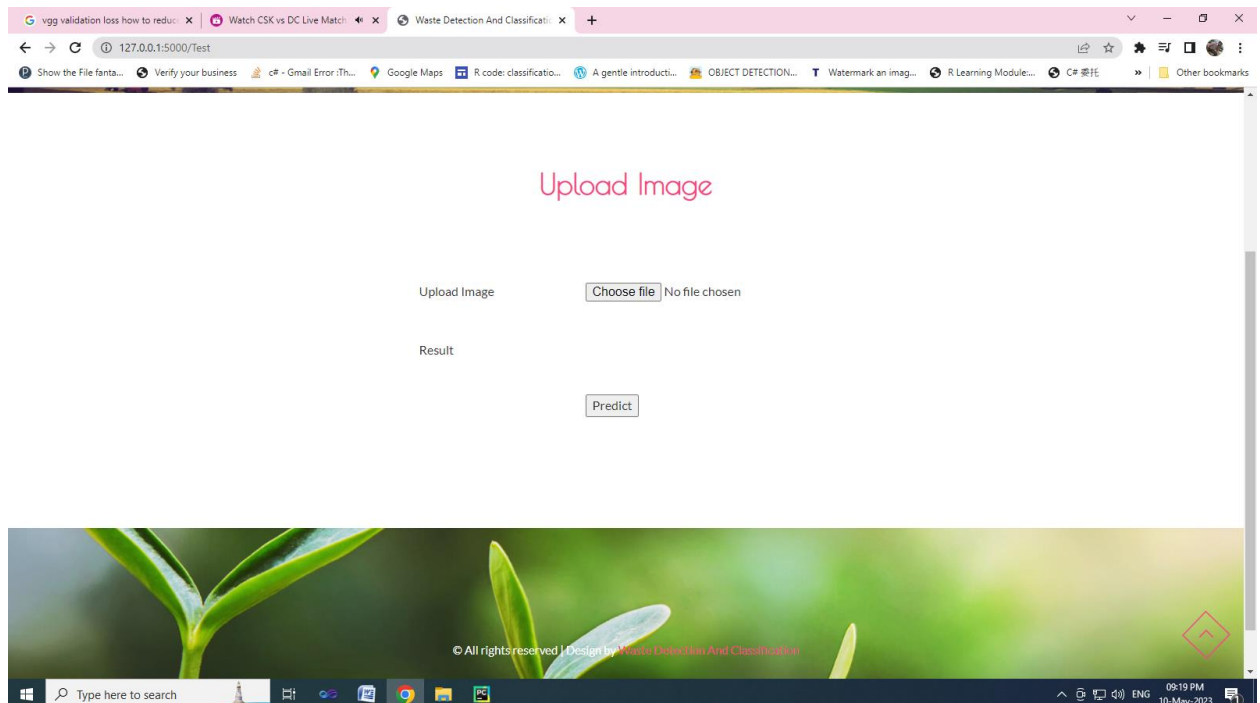 vgg validation loss how to reduc
Watch CSK vs DC Live Match
Waste Detection And Classificatio
127.0.0.1:5000/Test
Show the File fanta...
Verify your business
c# - Gmail Error :Th...
Google Maps
R code: classificatio...
A gentle introducti...
OBJECT DETECTION...
Watermark an imag...
R Learning Module:...
C# 委托
»
Other bookmarks
Upload Image
Upload Image
Choose file No file chosen
Result
Predict
© All rights reserved | Design by Waste Detection And Classification
Type here to search
ENG
09:19 PM
10-May-2023